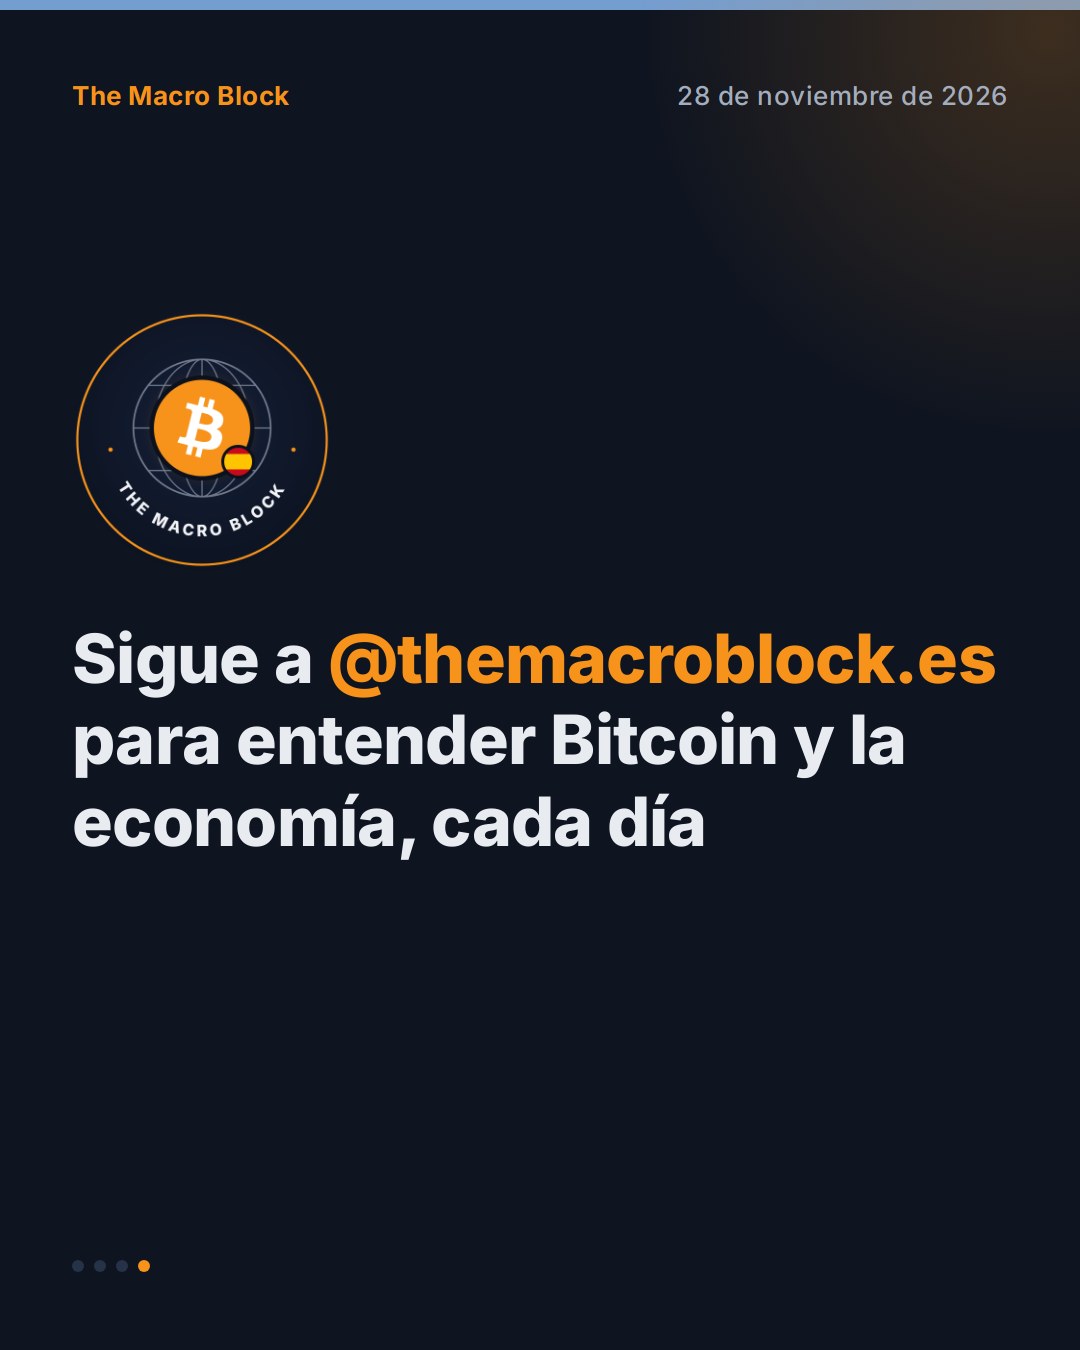 The Macro Block
28 de noviembre de 2026
THE MACRO BLOCK
Sigue a @themacroblock.es
para entender Bitcoin y la
economía, cada día